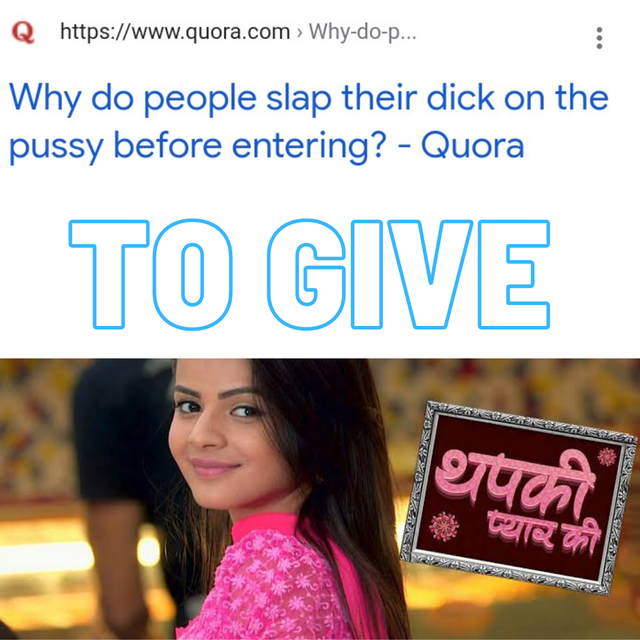 https://www.quora.com › Why-do-p...
Why do people slap their dick on the
pussy before entering? - Quora
TO GIVE
थपकी
प्यार की